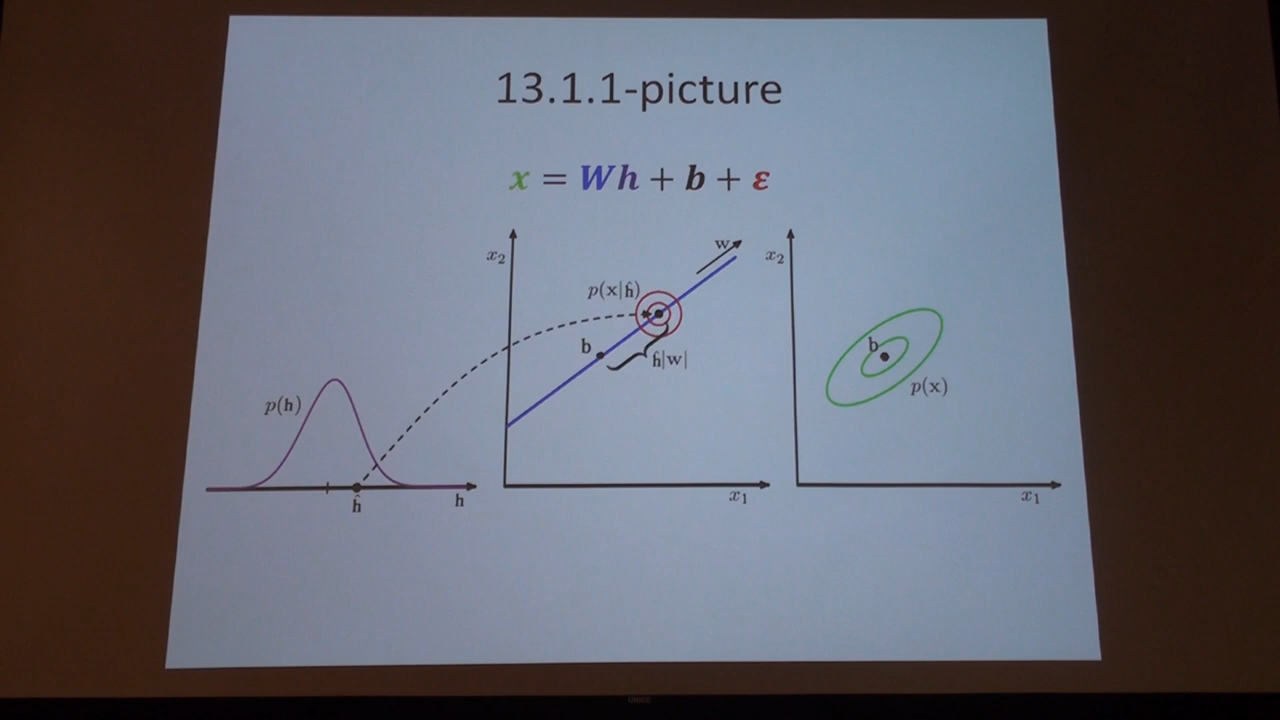 13.1.1-picture
x = Wh + b + ε
x₂
w
p(x|ĥ)
b
ĥ|w|
x₁
p(h)
ĥ
h
x₂
b
p(x)
x₁